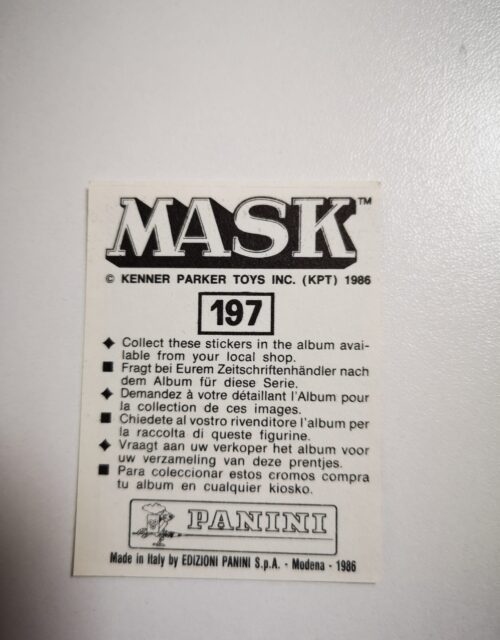 MASK™
© KENNER PARKER TOYS INC. (KPT) 1986
197
◆ Collect these stickers in the album avai-
lable from your local shop.
■ Fragt bei Eurem Zeitschriftenhändler nach
dem Album für diese Serie.
◆ Demandez à votre détaillant l'Album pour
la collection de ces images.
■ Chiedete al vostro rivenditore l'album per
la raccolta di queste figurine.
◆ Vraagt aan uw verkoper het album voor
uw verzameling van deze prentjes.
■ Para coleccionar estos cromos compra
tu album en cualquier kiosko.
PANINI
Made in Italy by EDIZIONI PANINI S.p.A. - Modena - 1986